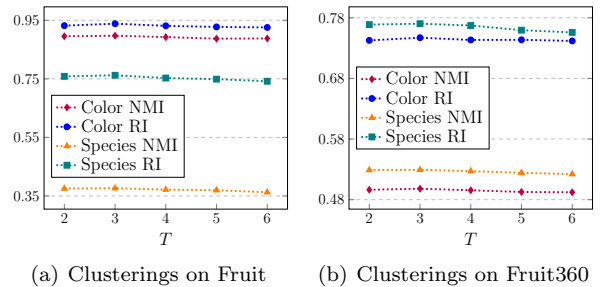 0.95
0.75
0.55
0.35
Color NMI
Color RI
Species NMI
Species RI
2 3 4 5 6
T
(a) Clusterings on Fruit
0.78
0.68
0.58
0.48
Color NMI
Color RI
Species NMI
Species RI
2 3 4 5 6
T
(b) Clusterings on Fruit360